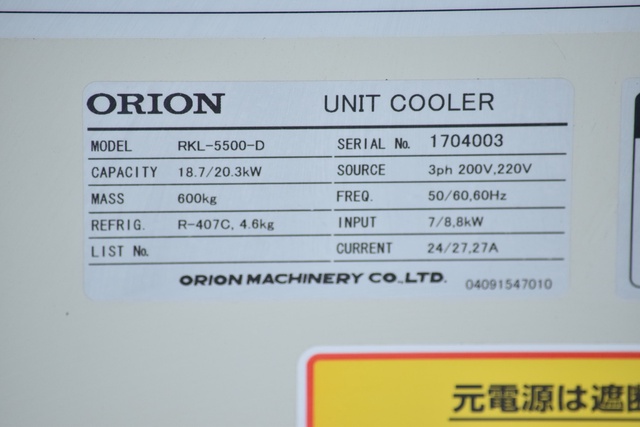 ORION UNIT COOLER
MODEL RKL-5500-D SERIAL No. 1704003
CAPACITY 18.7/20.3kW SOURCE 3ph 200V,220V
MASS 600kg FREQ. 50/60,60Hz
REFRIG. R-407C, 4.6kg INPUT 7/8,8kW
LIST No. CURRENT 24/27,27A
ORION MACHINERY CO.,LTD. 04091547010
元電源は遮断